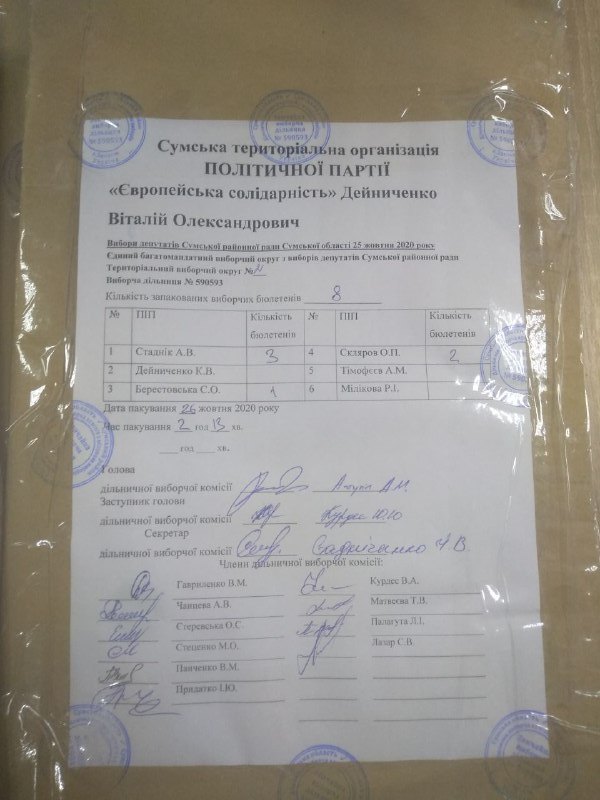 Сумська територіальна організація
ПОЛІТИЧНОЇ ПАРТІЇ
«Європейська солідарність» Дейниченко
Віталій Олександрович
Вибори депутатів Сумської районної ради Сумської області 25 жовтня 2020 року
Єдиний багатомандатний виборчий округ з виборів депутатів Сумської районної ради
Територіальний виборчий округ №
Виборча дільниця № 590593
Кількість запакованих виборчих бюлетенів 8
№ ПІП Кількість бюлетенів № ПІП Кількість бюлетенів
1 Стаднік А.В. 3 4 Скляров О.П. 2
2 Дейниченко К.В. 5 Тімофєєв А.М.
3 Берестовська Є.О. 1 6 Мілікова Р.І.
Дата пакування 26 жовтня 2020 року
Час пакування 2 год 13 хв.
год хв.
Голова
дільничної виборчої комісії
Заступник голови
дільничної виборчої комісії
Секретар
дільничної виборчої комісії
Члени дільничної виборчої комісії:
Гавриленко В.М. Курдес В.А.
Чаицева А.В. Матвєєва Т.В.
Єтеревська О.С. Палагута Л.І.
Стеценко М.О. Лазар Є.В.
Панченко В.М.
Придатко І.Ю.